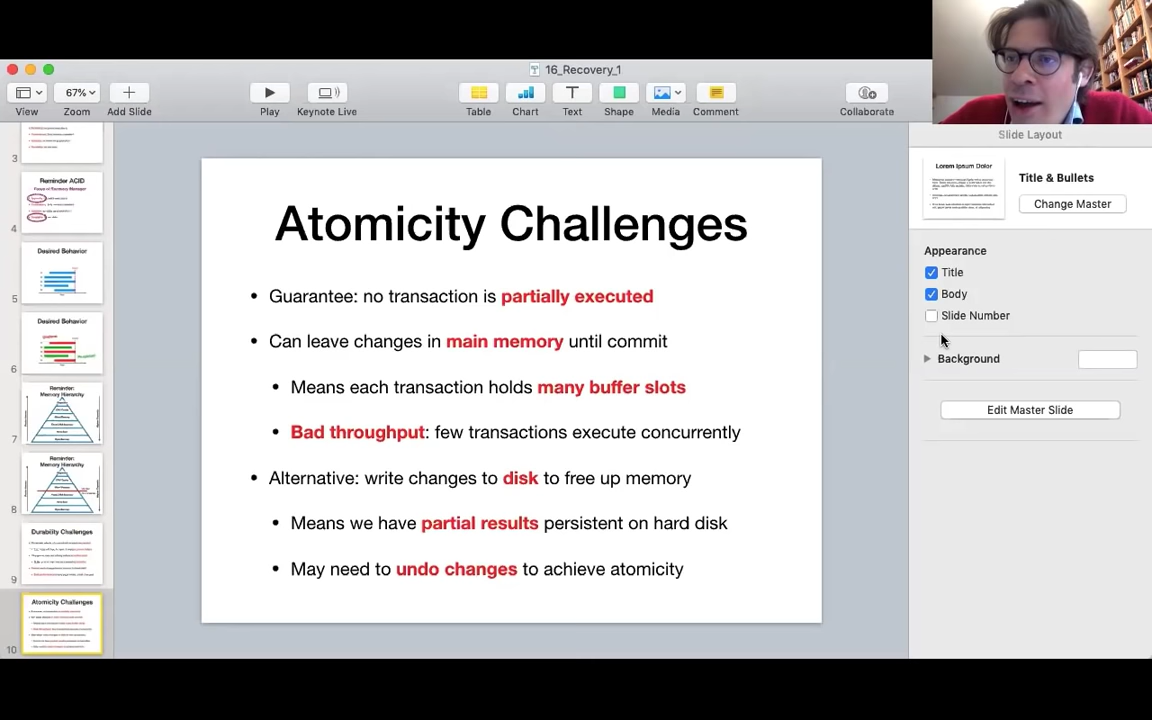 16_Recovery_1
View
67%
Zoom
Add Slide
Play
Keynote Live
Table
Chart
Text
Shape
Media
Comment
Collaborate
3
Reminder ACID
4
Desired Behavior
5
Desired Behavior
6
Reminder:
Memory Hierarchy
7
Reminder:
Memory Hierarchy
8
Durability Challenges
9
Atomicity Challenges
10
Atomicity Challenges
• Guarantee: no transaction is partially executed
• Can leave changes in main memory until commit
• Means each transaction holds many buffer slots
• Bad throughput: few transactions execute concurrently
• Alternative: write changes to disk to free up memory
• Means we have partial results persistent on hard disk
• May need to undo changes to achieve atomicity
Slide Layout
Lorem Ipsum Dolor
Title & Bullets
Change Master
Appearance
Title
Body
Slide Number
Background
Edit Master Slide